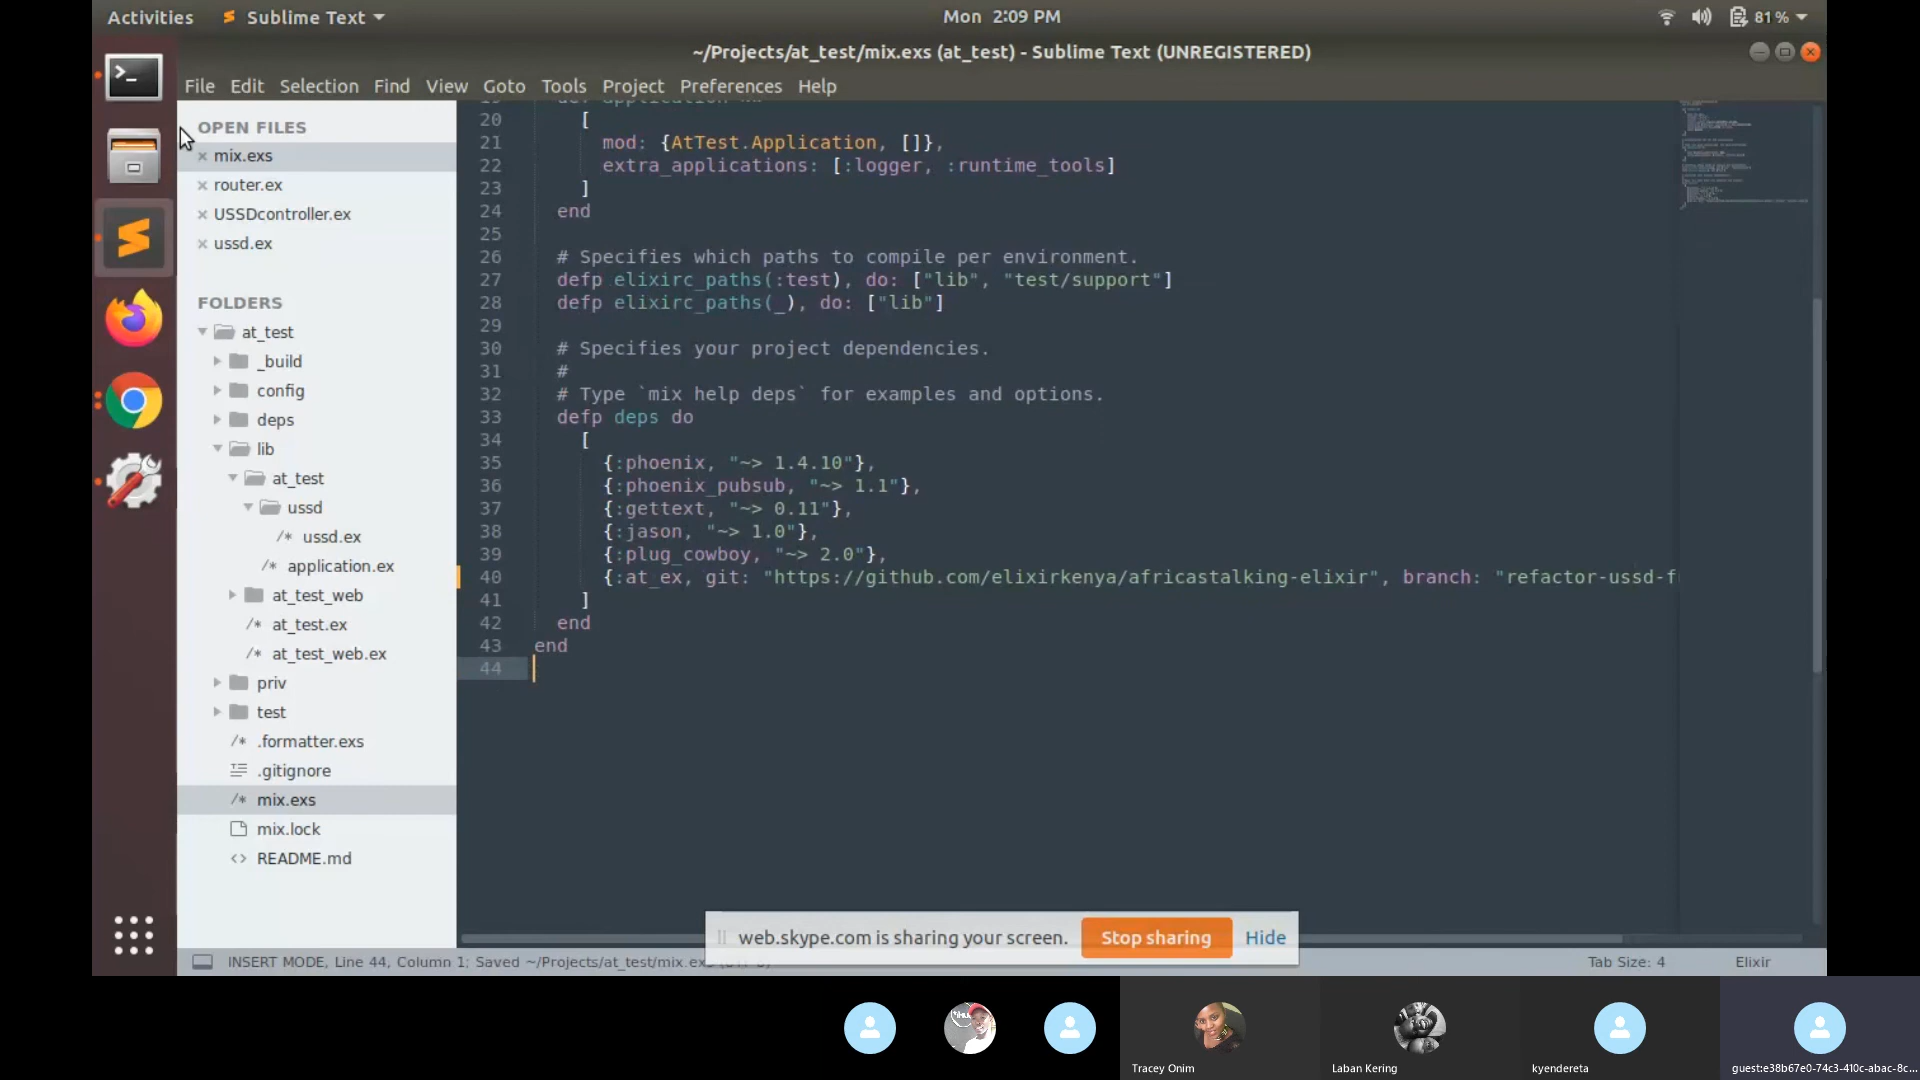 Activities Sublime Text Mon 2:09 PM 81%
~/Projects/at_test/mix.exs (at_test) - Sublime Text (UNREGISTERED)
File Edit Selection Find View Goto Tools Project Preferences Help
OPEN FILES
mix.exs
router.ex
USSDcontroller.ex
ussd.ex
FOLDERS
at_test
_build
config
deps
lib
at_test
ussd
ussd.ex
application.ex
at_test_web
at_test.ex
at_test_web.ex
priv
test
.formatter.exs
.gitignore
mix.exs
mix.lock
README.md
20 [
21 mod: {AtTest.Application, []},
22 extra_applications: [:logger, :runtime_tools]
23 ]
24 end
25
26 # Specifies which paths to compile per environment.
27 defp elixirc_paths(:test), do: ["lib", "test/support"]
28 defp elixirc_paths(_), do: ["lib"]
29
30 # Specifies your project dependencies.
31 #
32 # Type `mix help deps` for examples and options.
33 defp deps do
34 [
35 {:phoenix, "~> 1.4.10"},
36 {:phoenix_pubsub, "~> 1.1"},
37 {:gettext, "~> 0.11"},
38 {:jason, "~> 1.0"},
39 {:plug_cowboy, "~> 2.0"},
40 {:at_ex, git: "https://github.com/elixirkenya/africastalking-elixir", branch: "refactor-ussd-f
41 ]
42 end
43 end
44
web.skype.com is sharing your screen. Stop sharing Hide
INSERT MODE, Line 44, Column 1; Saved ~/Projects/at_test/mix.exs Tab Size: 4 Elixir
Tracey Onim Laban Kering kyendereta guest:e38b67e0-74c3-410c-abac-8c...